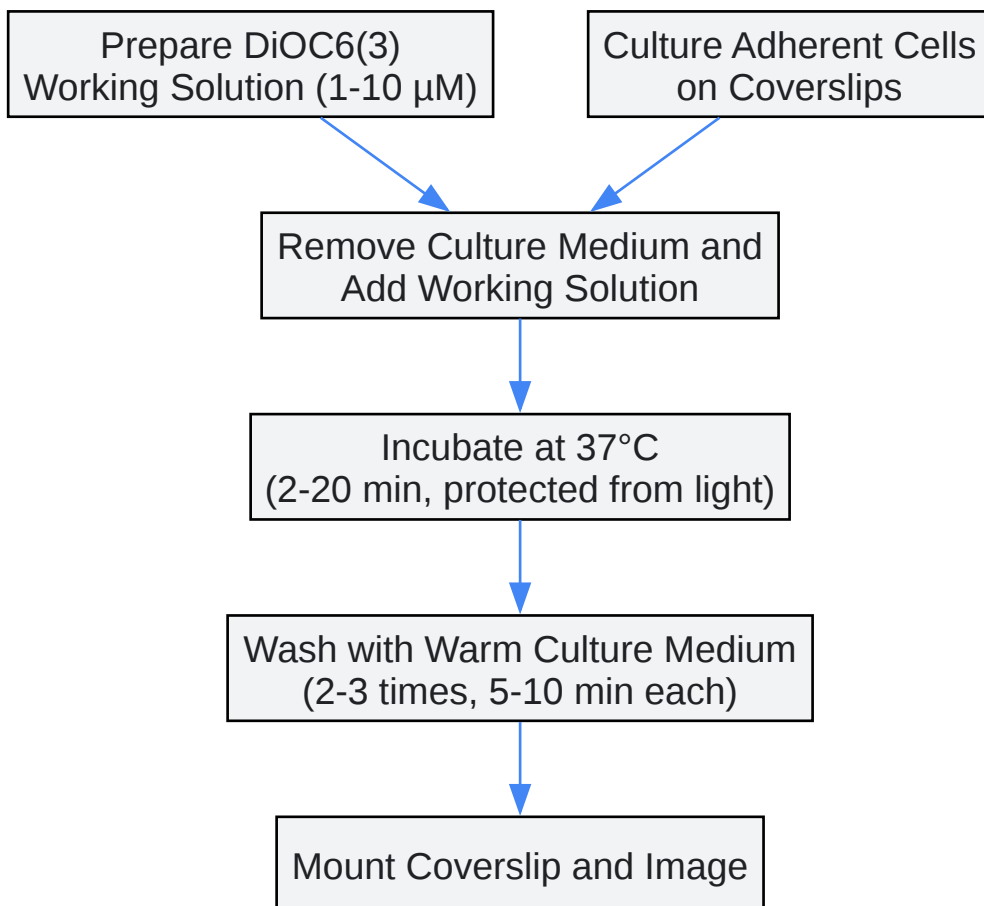 Prepare DiOC6(3)
Working Solution (1-10 µM)
Culture Adherent Cells
on Coverslips
Remove Culture Medium and
Add Working Solution
Incubate at 37°C
(2-20 min, protected from light)
Wash with Warm Culture Medium
(2-3 times, 5-10 min each)
Mount Coverslip and Image